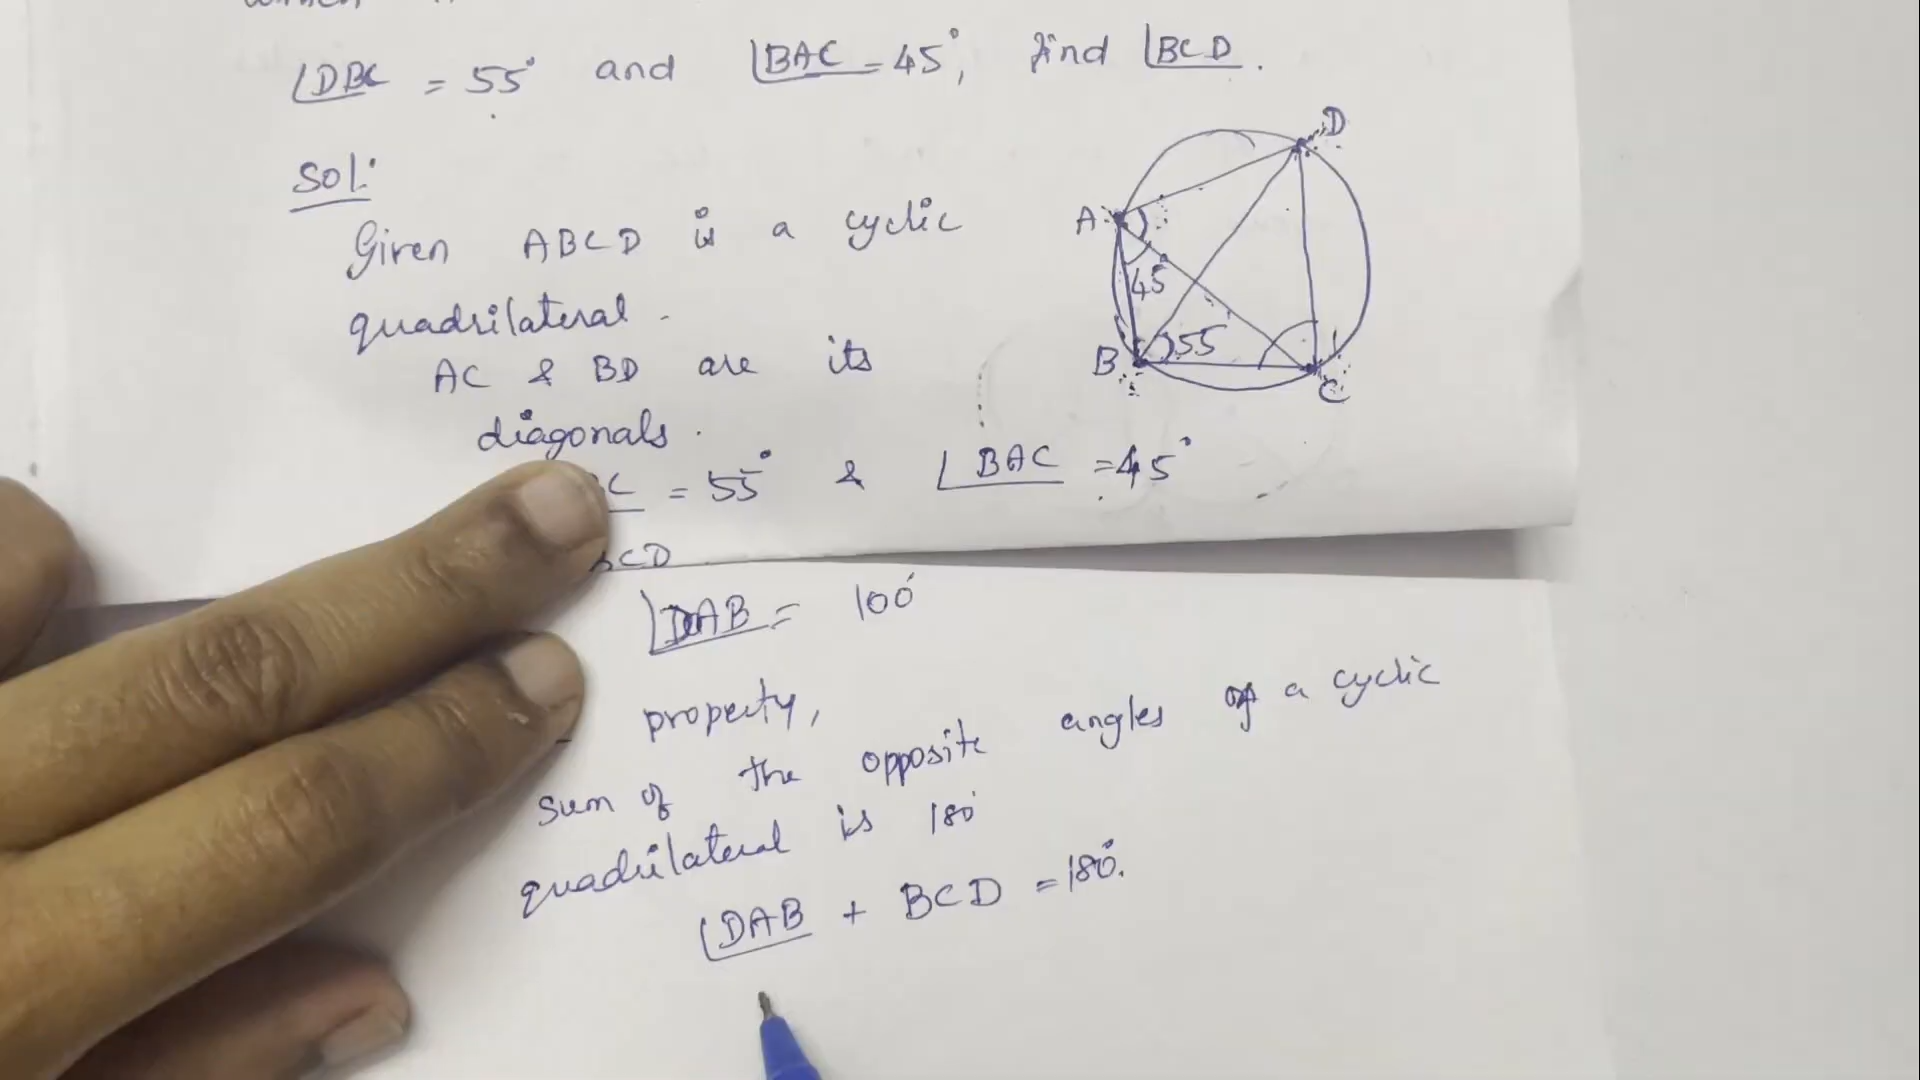 ∠DBC = 55° and ∠BAC = 45°, find ∠BCD.
Sol:
Given ABCD is a cyclic
quadrilateral.
AC & BD are its
diagonals.
C = 55° & ∠BAC = 45°
CD
∠DAB = 100°
property,
sum of the opposite angles of a cyclic
quadrilateral is 180°
∠DAB + BCD = 180°.
D
A
45°
B
55
C